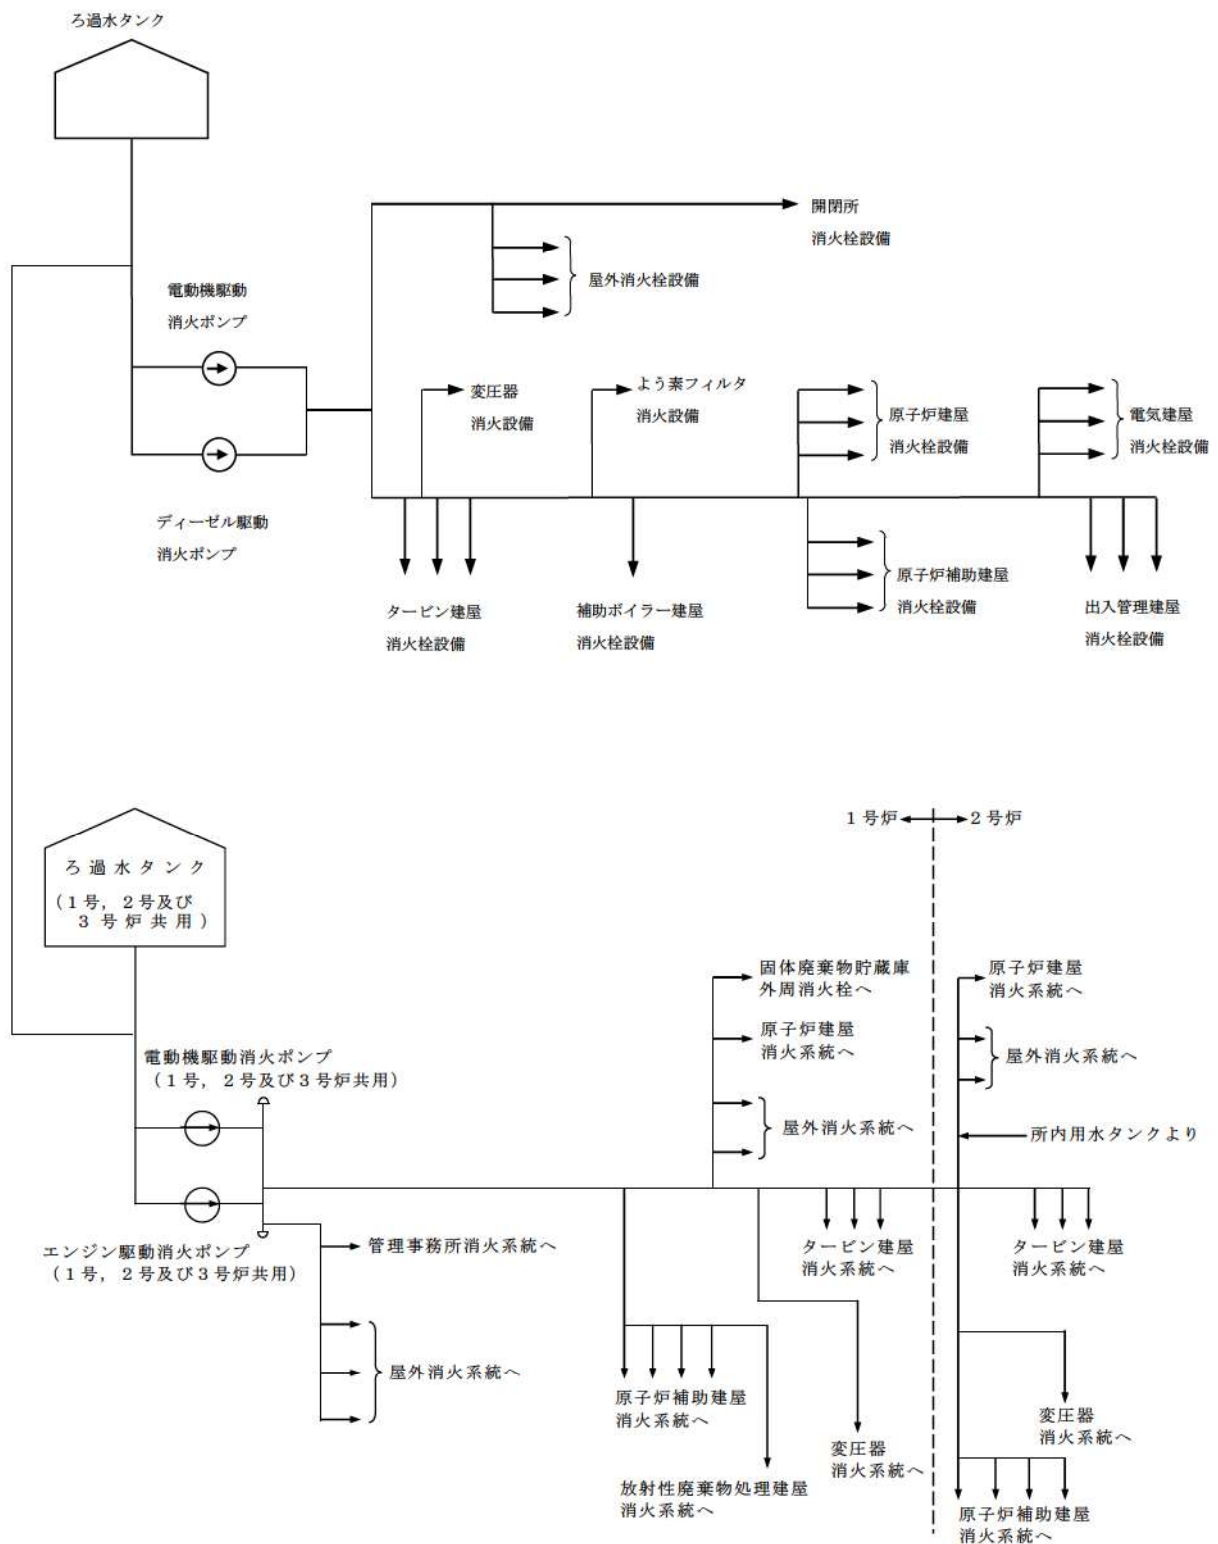 ろ過水タンク
開閉所
消火栓設備
屋外消火栓設備
電動機駆動
消火ポンプ
変圧器
消火設備
よう素フィルタ
消火設備
原子炉建屋
消火栓設備
電気建屋
消火栓設備
ディーゼル駆動
消火ポンプ
タービン建屋
消火栓設備
補助ボイラー建屋
消火栓設備
原子炉補助建屋
消火栓設備
出入管理建屋
消火栓設備
ろ過水タンク
(1号,2号及び
3号炉共用)
1号炉
2号炉
固体廃棄物貯蔵庫
外周消火栓へ
原子炉建屋
消火系統へ
屋外消火系統へ
原子炉建屋
消火系統へ
屋外消火系統へ
所内用水タンクより
電動機駆動消火ポンプ
(1号,2号及び3号炉共用)
エンジン駆動消火ポンプ
(1号,2号及び3号炉共用)
管理事務所消火系統へ
屋外消火系統へ
タービン建屋
消火系統へ
タービン建屋
消火系統へ
原子炉補助建屋
消火系統へ
放射性廃棄物処理建屋
消火系統へ
変圧器
消火系統へ
変圧器
消火系統へ
原子炉補助建屋
消火系統へ